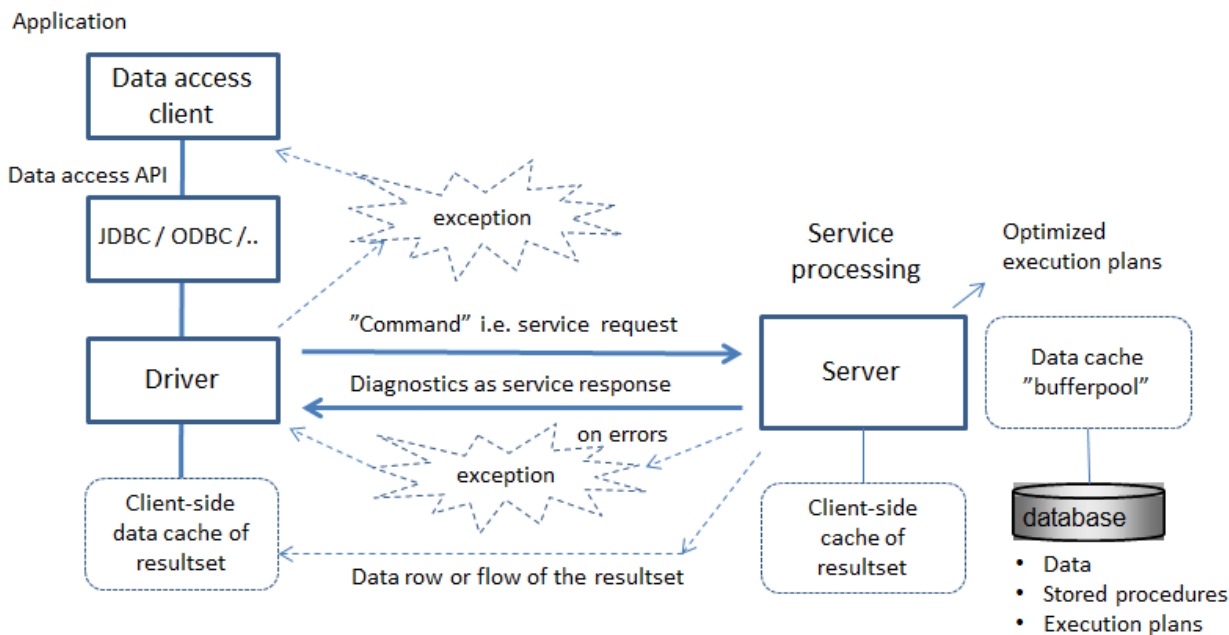 Application
Data access
client
Data access API
JDBC / ODBC /..
exception
Service
processing
Optimized
execution plans
”Command” i.e. service request
Driver
Diagnostics as service response
Server
Data cache
”bufferpool”
on errors
exception
Client-side
data cache of
resultset
Data row or flow of the resultset
Client-side
cache of
resultset
database
• Data
• Stored procedures
• Execution plans